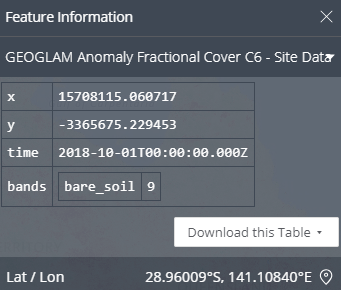 Feature Information
GEOGLAM Anomaly Fractional Cover C6 - Site Data
x 15708115.060717
y -3365675.229453
time 2018-10-01T00:00:00.000Z
bands bare_soil 9
Download this Table
Lat / Lon 28.96009°S, 141.10840°E